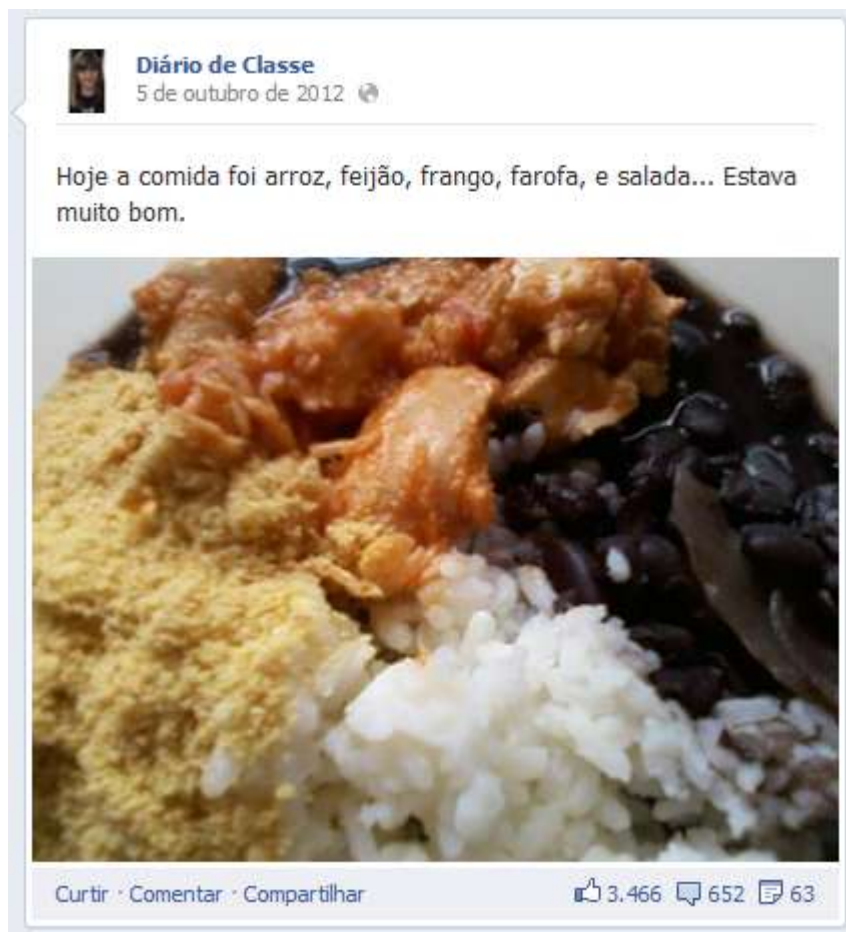 Diário de Classe
5 de outubro de 2012
Hoje a comida foi arroz, feijão, frango, farofa, e salada... Estava
muito bom.
Curtir · Comentar · Compartilhar 3.466 652 63